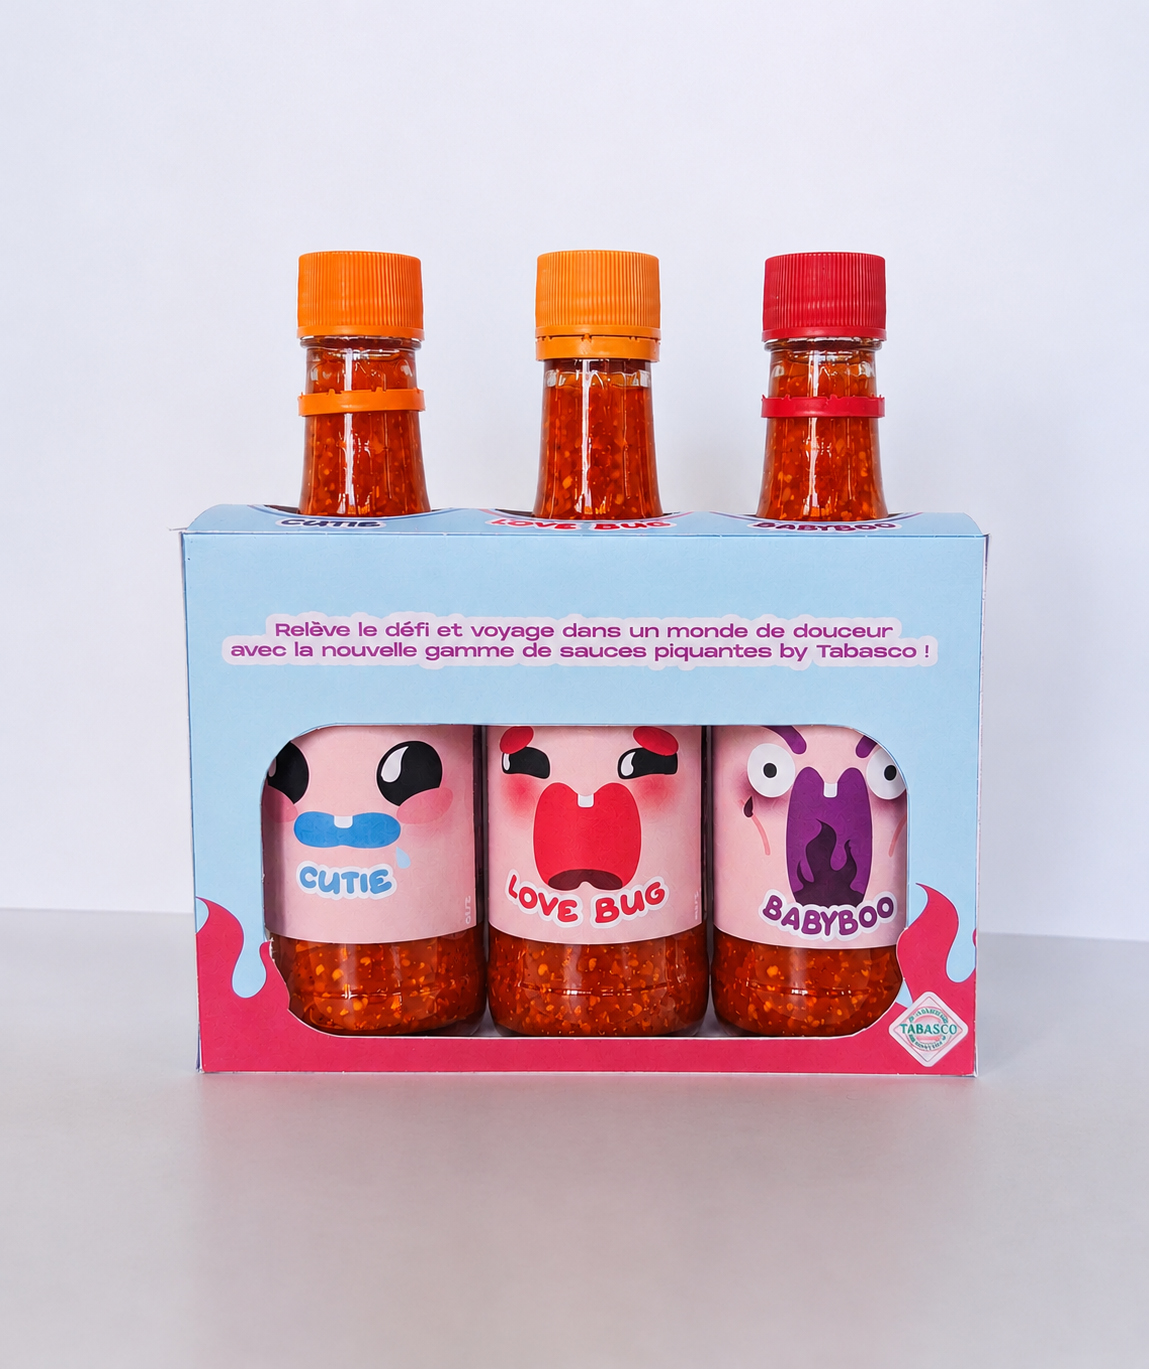 CUTIE
LOVE BUG
BABYBOO
Relève le défi et voyage dans un monde de douceur
avec la nouvelle gamme de sauces piquantes by Tabasco !
CUTIE
LOVE BUG
BABYBOO
TABASCO